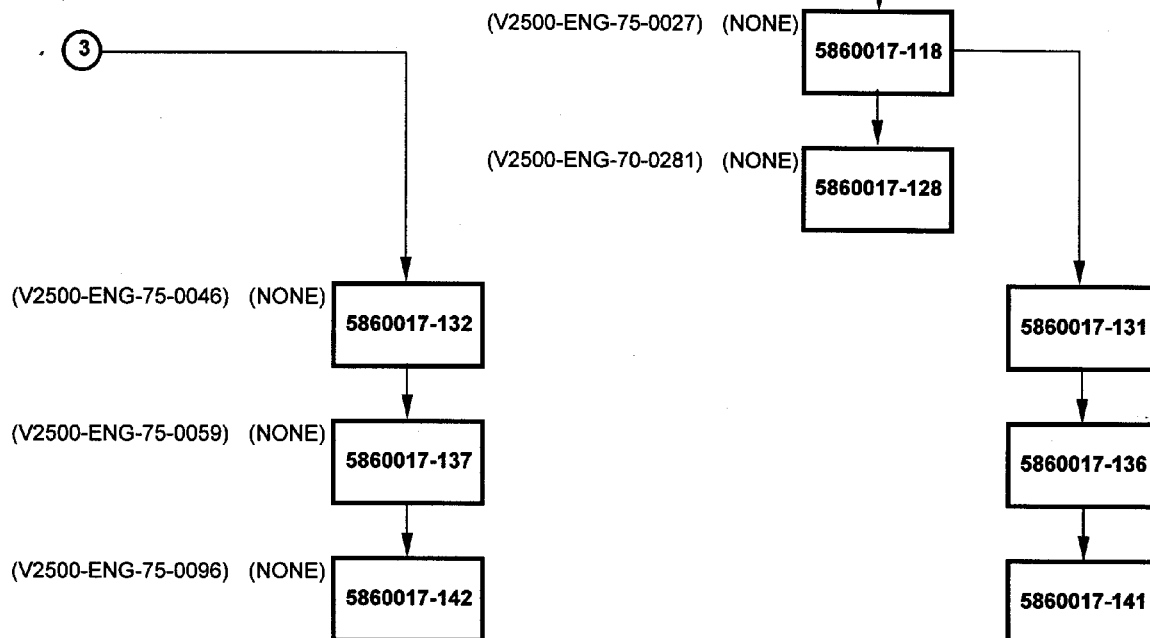 (V2500-ENG-75-0027) (NONE)
5860017-118
3
(V2500-ENG-70-0281) (NONE)
5860017-128
(V2500-ENG-75-0046) (NONE)
5860017-132
5860017-131
(V2500-ENG-75-0059) (NONE)
5860017-137
5860017-136
(V2500-ENG-75-0096) (NONE)
5860017-142
5860017-141